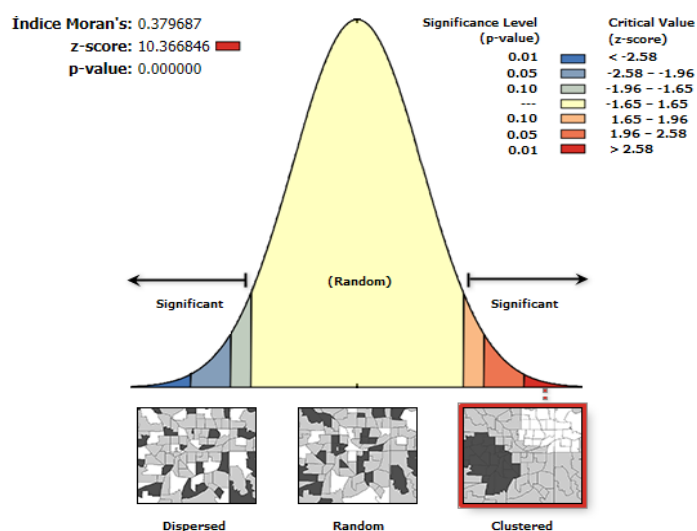 Índice Moran's: 0.379687
z-score: 10.366846
p-value: 0.000000
Significance Level
(p-value)
Critical Value
(z-score)
0.01 < -2.58
0.05 -2.58 – -1.96
0.10 -1.96 – -1.65
--- -1.65 – 1.65
0.10 1.65 – 1.96
0.05 1.96 – 2.58
0.01 > 2.58
(Random)
Significant
Significant
Dispersed
Random
Clustered